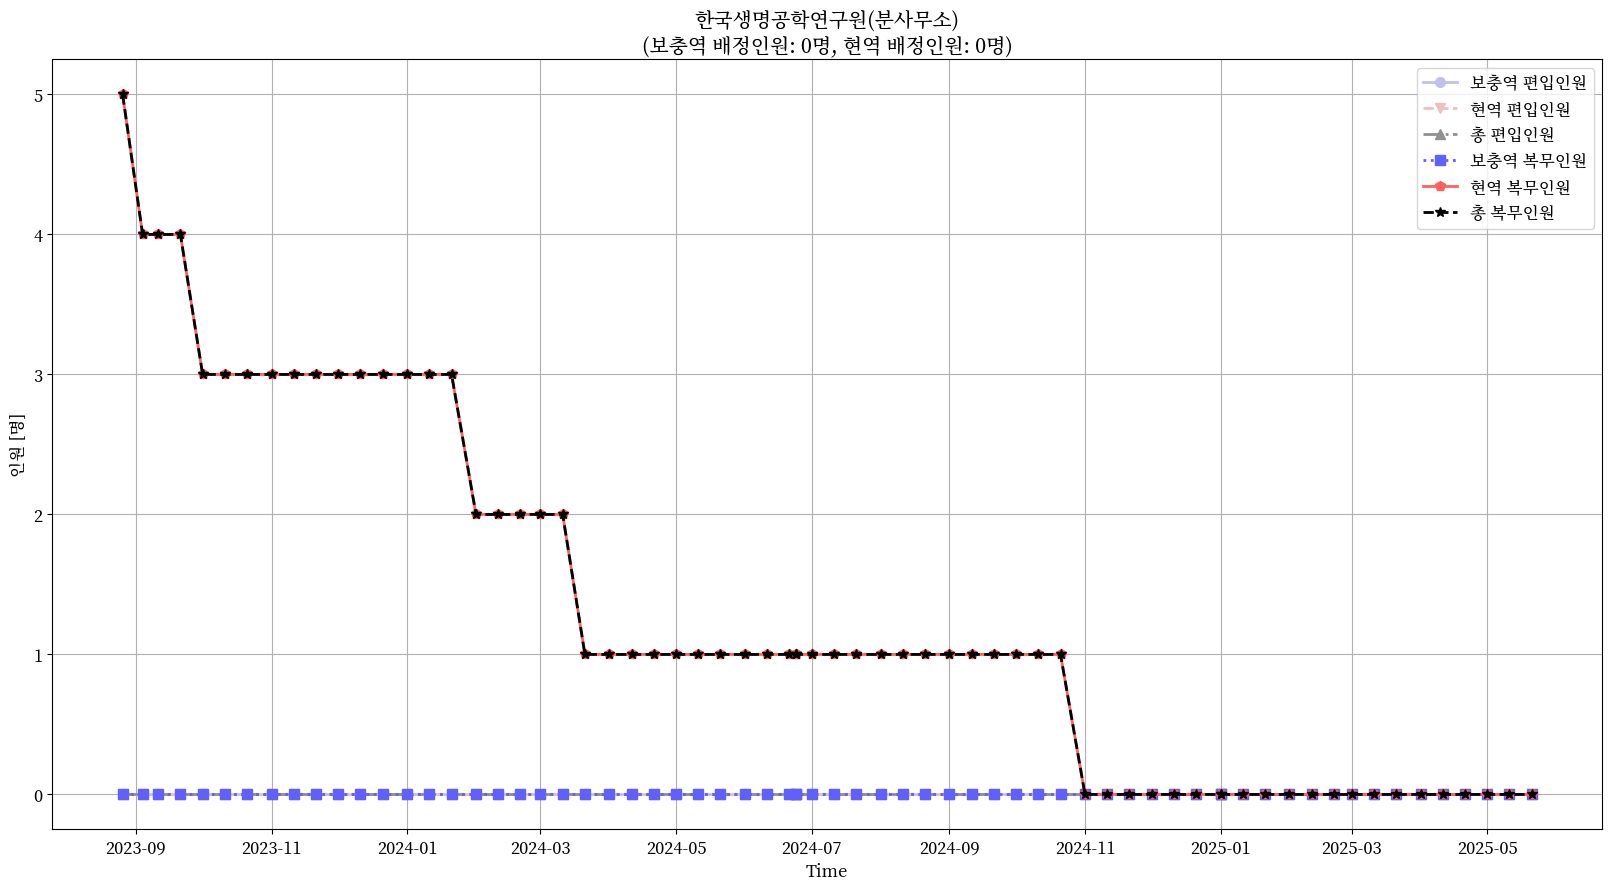 한국생명공학연구원(분사무소)
(보충역 배정인원: 0명, 현역 배정인원: 0명)
보충역 편입인원
현역 편입인원
총 편입인원
보충역 복무인원
현역 복무인원
총 복무인원
인원 [명]
5
4
3
2
1
0
2023-09
2023-11
2024-01
2024-03
2024-05
2024-07
2024-09
2024-11
2025-01
2025-03
2025-05
Time